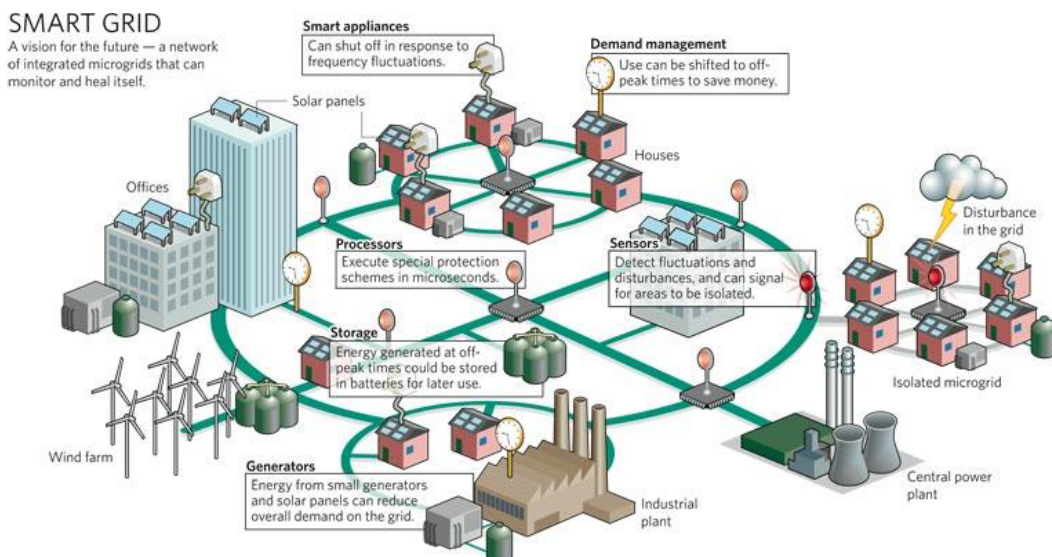 SMART GRID
A vision for the future — a network
of integrated microgrids that can
monitor and heal itself.
Smart appliances
Can shut off in response to
frequency fluctuations.
Demand management
Use can be shifted to off-
peak times to save money.
Solar panels
Houses
Offices
Disturbance
in the grid
Processors
Execute special protection
schemes in microseconds.
Sensors
Detect fluctuations and
disturbances, and can signal
for areas to be isolated.
Storage
Energy generated at off-
peak times could be stored
in batteries for later use.
Isolated microgrid
Wind farm
Generators
Energy from small generators
and solar panels can reduce
overall demand on the grid.
Industrial
plant
Central power
plant